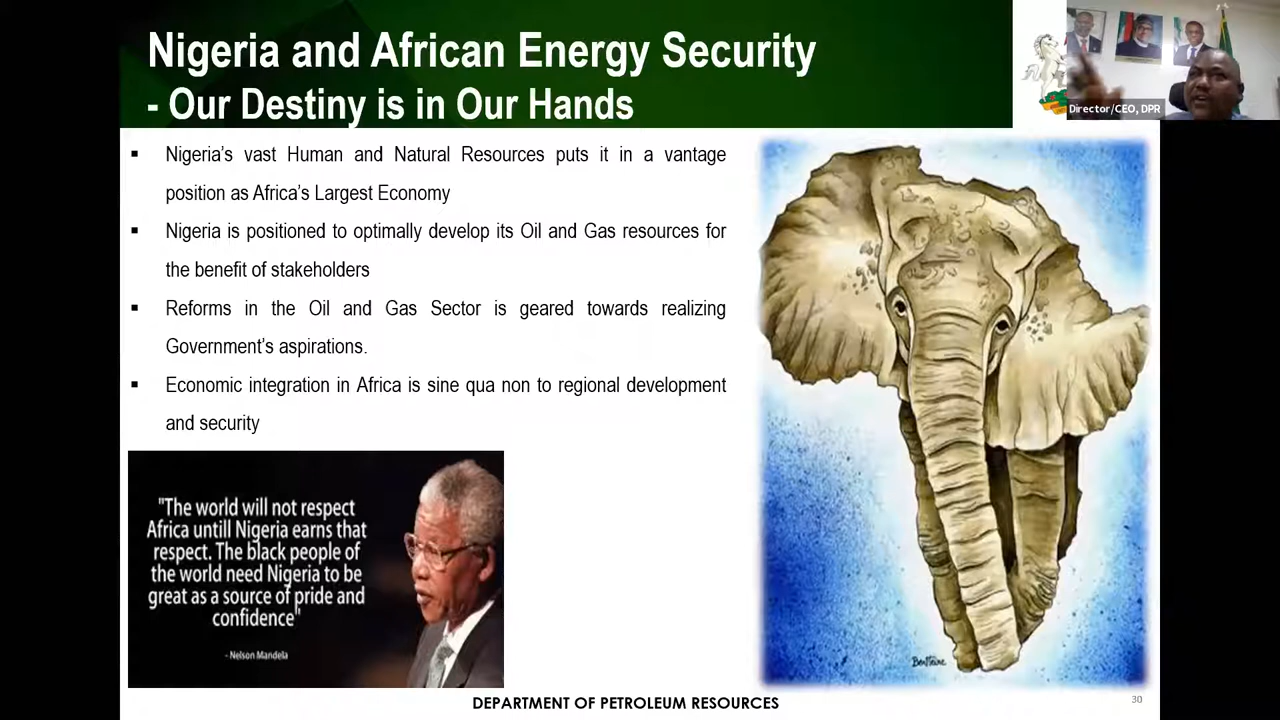 Nigeria and African Energy Security
- Our Destiny is in Our Hands
Director/CEO, DPR
▪ Nigeria's vast Human and Natural Resources puts it in a vantage
position as Africa's Largest Economy
▪ Nigeria is positioned to optimally develop its Oil and Gas resources for
the benefit of stakeholders
▪ Reforms in the Oil and Gas Sector is geared towards realizing
Government's aspirations.
▪ Economic integration in Africa is sine qua non to regional development
and security
"The world will not respect
Africa untill Nigeria earns that
respect. The black people of
the world need Nigeria to be
great as a source of pride and
confidence"
- Nelson Mandela
DEPARTMENT OF PETROLEUM RESOURCES
30